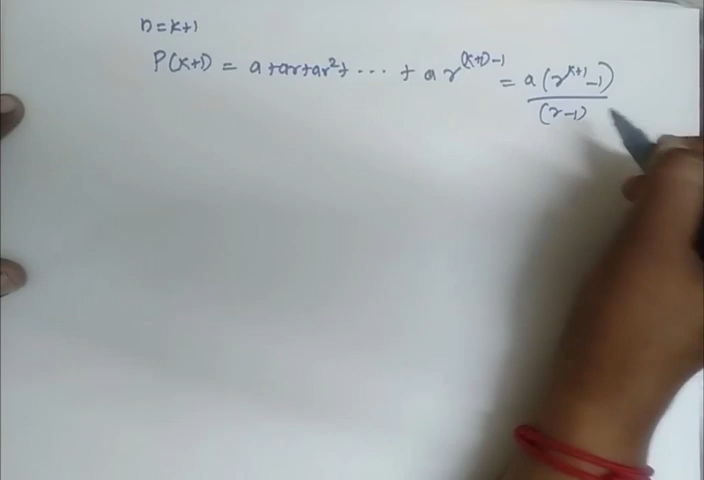 n = k+1
P(k+1) = a + ar + ar² + ··· + a r^(k+1)-1 = a (r^k+1 - 1) / (r-1)